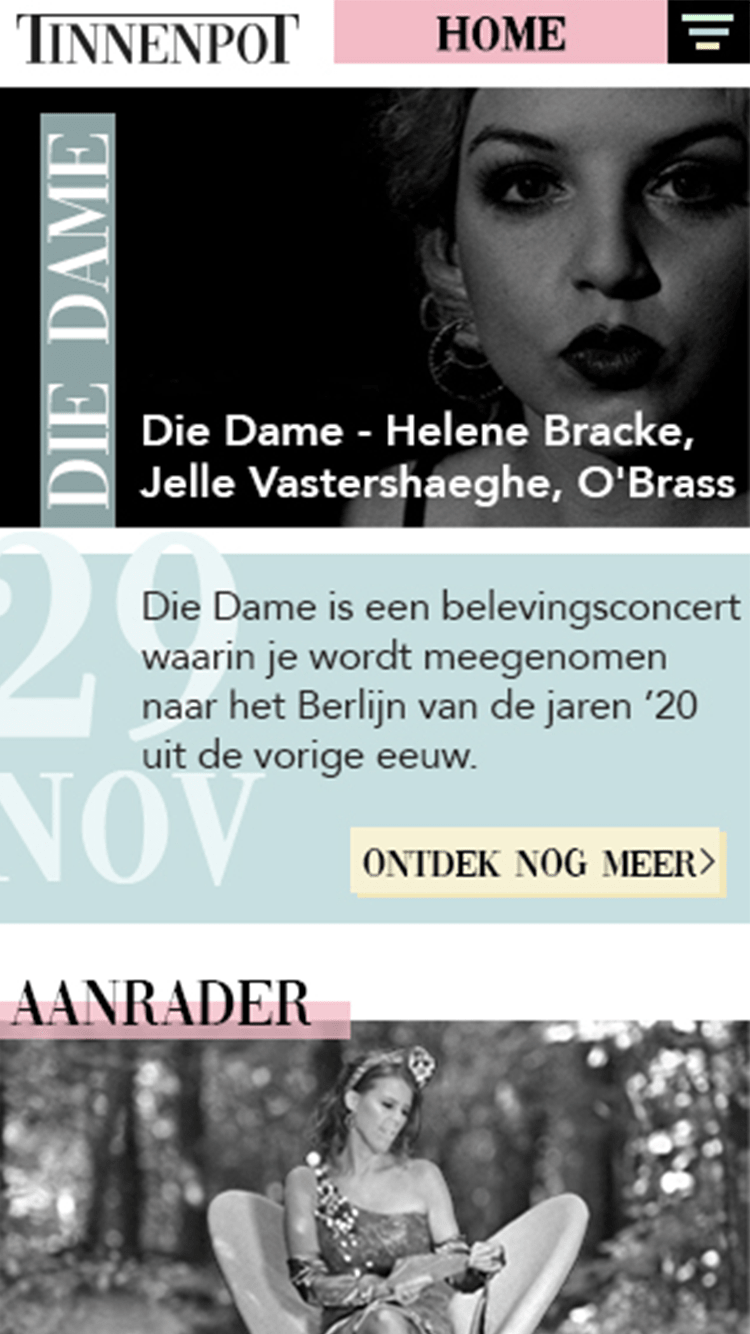 TINNENPOT
HOME
DIE DAME
Die Dame - Helene Bracke,
Jelle Vastershaeghe, O'Brass
29
NOV
Die Dame is een belevingsconcert
waarin je wordt meegenomen
naar het Berlijn van de jaren ’20
uit de vorige eeuw.
ONTDEK NOG MEER>
AANRADER